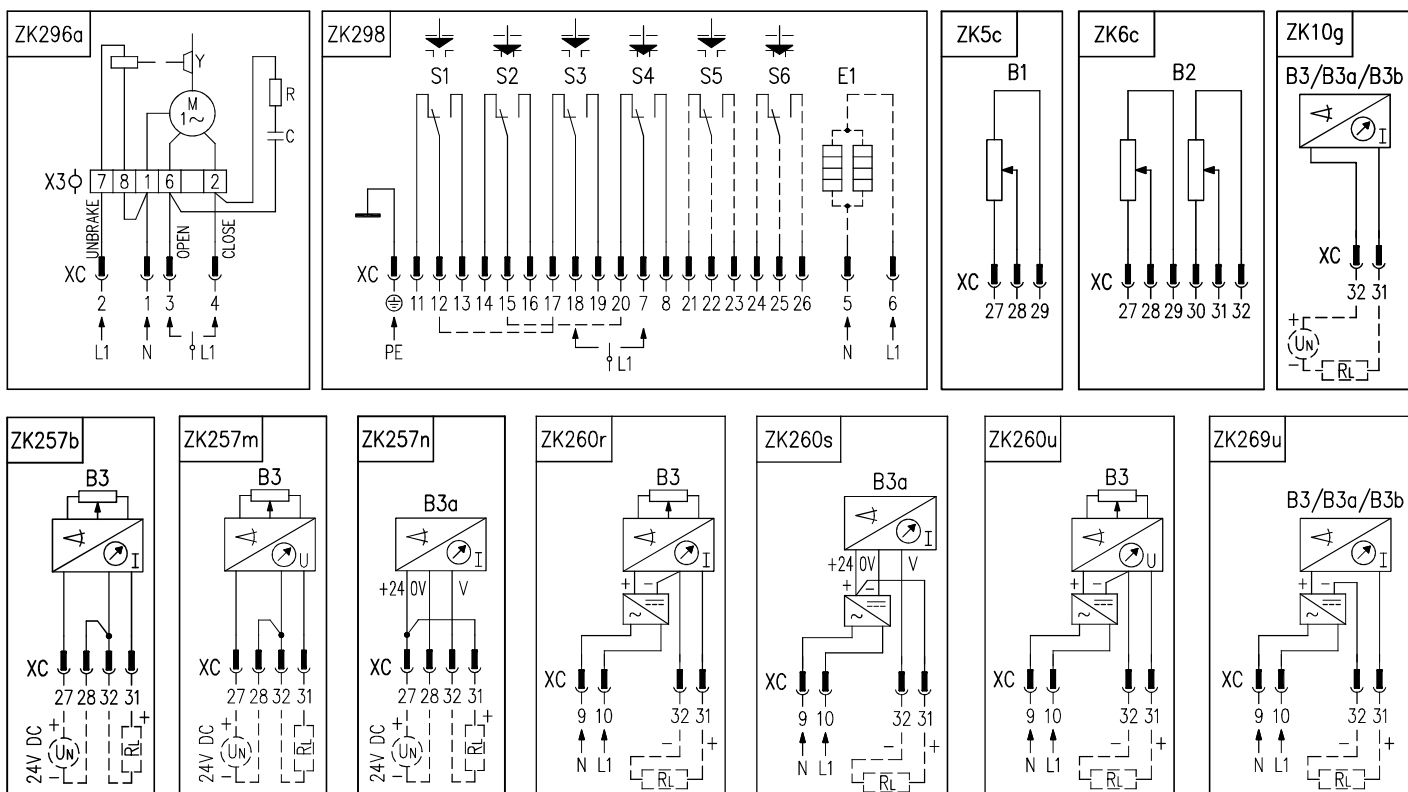 ZK296a
Y
M
1~
R
C
X3
7 8 1 6 2
UNBRAKE
OPEN
CLOSE
XC
2 1 3 4
L1 N L1
ZK298
S1 S2 S3 S4 S5 S6 E1
XC
11 12 13 14 15 16 17 18 19 20 7 8 21 22 23 24 25 26 5 6
PE L1 N L1
ZK5c
B1
XC
27 28 29
ZK6c
B2
XC
27 28 29 30 31 32
ZK10g
B3/B3a/B3b
I
XC
32 31
+
UN
-
RL
ZK257b
B3
I
XC
27 28 32 31
24V DC
+
UN
-
+
RL
ZK257m
B3
U
XC
27 28 32 31
24V DC
+
UN
-
RL
ZK257n
B3a
I
+24 0V V
XC
27 28 32 31
24V DC
+
UN
-
+
RL
ZK260r
B3
I
+ -
~
XC
9 10 32 31
N L1
- +
RL
ZK260s
B3a
I
+24 0V V
+ -
~
XC
9 10 32 31
N L1
- +
RL
ZK260u
B3
U
+ -
~
XC
9 10 32 31
N L1
- +
RL
ZK269u
B3/B3a/B3b
I
+ -
~
XC
9 10 32 31
N L1
- +
RL